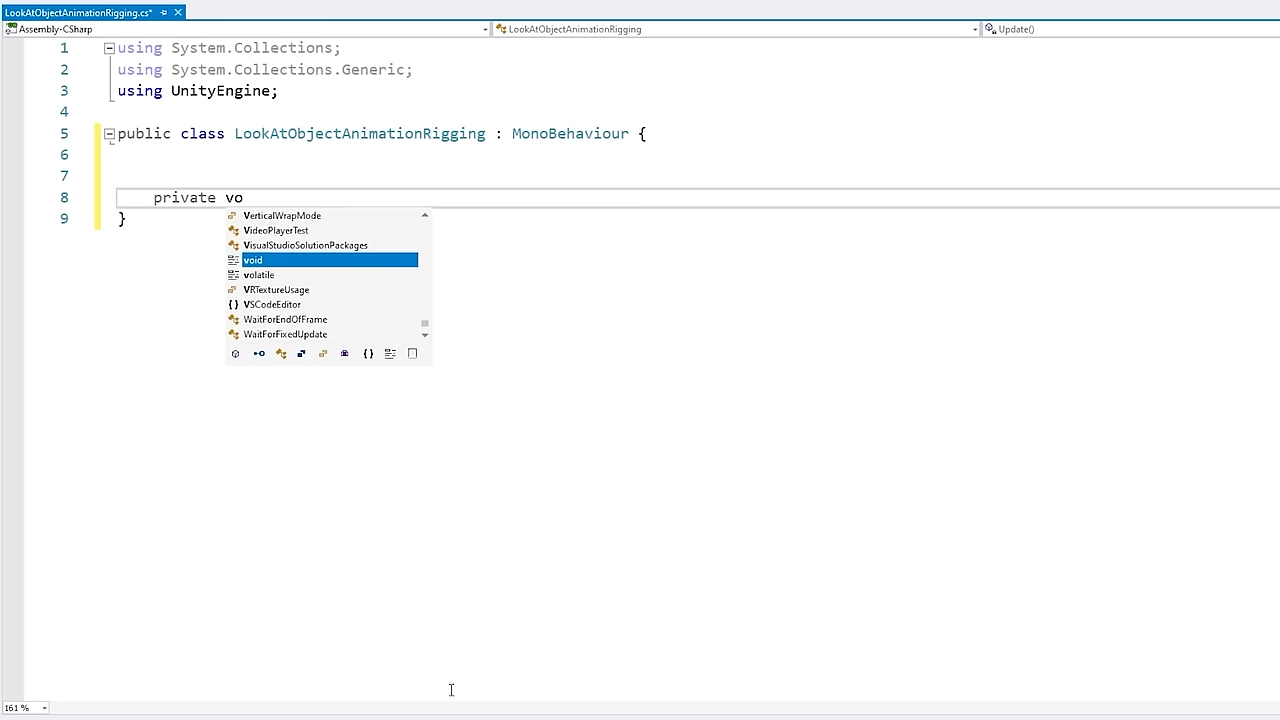 LookAtObjectAnimationRigging.cs*
Assembly-CSharp
LookAtObjectAnimationRigging
Update()
1 using System.Collections;
2 using System.Collections.Generic;
3 using UnityEngine;
4
5 public class LookAtObjectAnimationRigging : MonoBehaviour {
6
7
8 private vo
9 }
VerticalWrapMode
VideoPlayerTest
VisualStudioSolutionPackages
void
volatile
VRTextureUsage
{ } VSCodeEditor
WaitForEndOfFrame
WaitForFixedUpdate
161 %